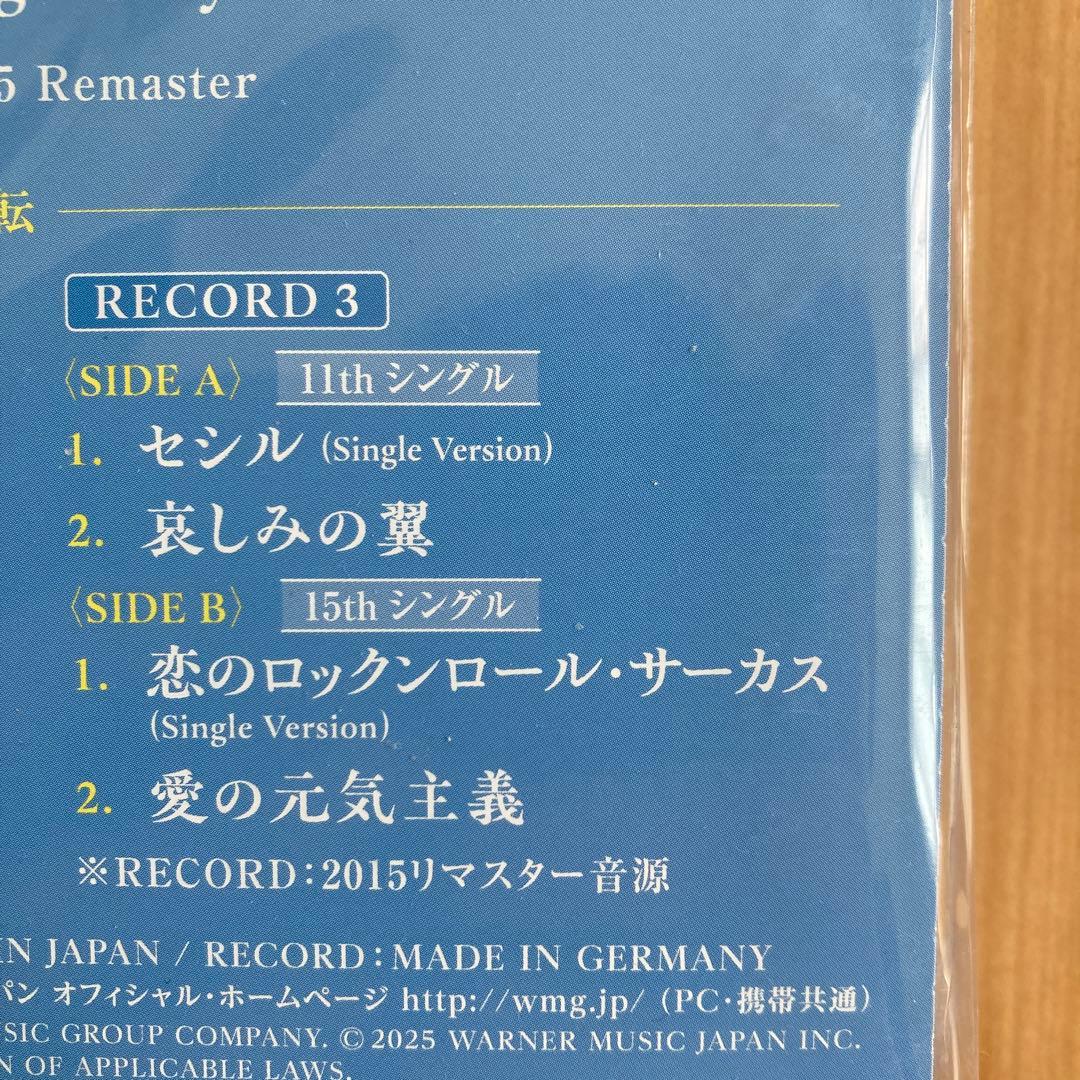 5 Remaster
転
RECORD 3
〈SIDE A〉 11th シングル
1. セシル (Single Version)
2. 哀しみの翼
〈SIDE B〉 15th シングル
1. 恋のロックンロール・サーカス
(Single Version)
2. 愛の元気主義
※RECORD:2015リマスター音源
IN JAPAN / RECORD:MADE IN GERMANY
パン オフィシャル・ホームページ http://wmg.jp/ (PC・携帯共通)
USIC GROUP COMPANY. ©2025 WARNER MUSIC JAPAN INC.
ON OF APPLICABLE LAWS.